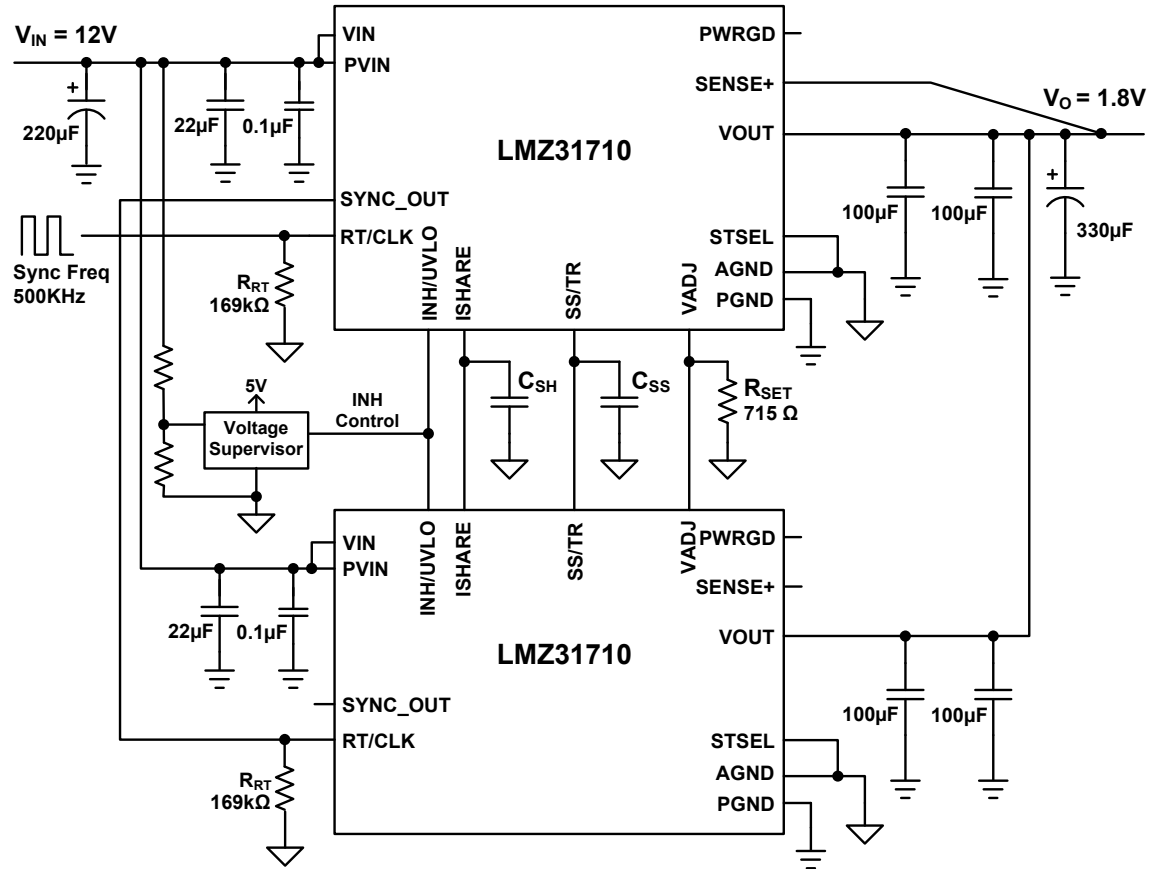 V_IN = 12V
220µF
22µF
0.1µF
VIN
PVIN
SYNC_OUT
RT/CLK
INH/UVLO
ISHARE
SS/TR
VADJ
LMZ31710
PWRGD
SENSE+
VOUT
STSEL
AGND
PGND
V_O = 1.8V
100µF
100µF
330µF
Sync Freq
500KHz
R_RT
169kΩ
5V
Voltage
Supervisor
INH
Control
C_SH
C_SS
R_SET
715 Ω
VIN
PVIN
22µF
0.1µF
SYNC_OUT
RT/CLK
R_RT
169kΩ
INH/UVLO
ISHARE
SS/TR
VADJ
LMZ31710
PWRGD
SENSE+
VOUT
STSEL
AGND
PGND
100µF
100µF